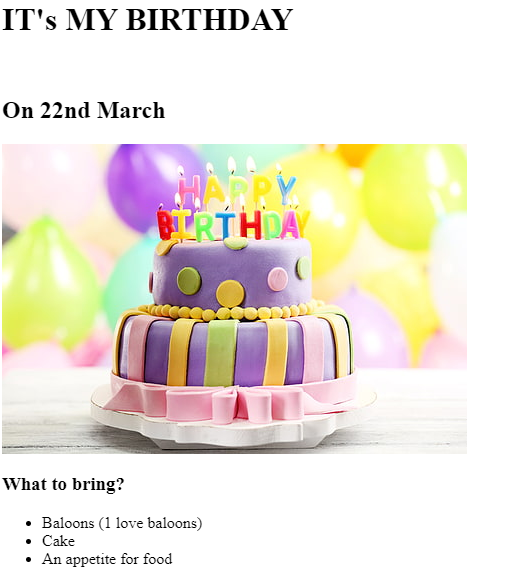 IT's MY BIRTHDAY
On 22nd March
HAPPY
BIRTHDAY
What to bring?
Baloons (1 love baloons)
Cake
An appetite for food